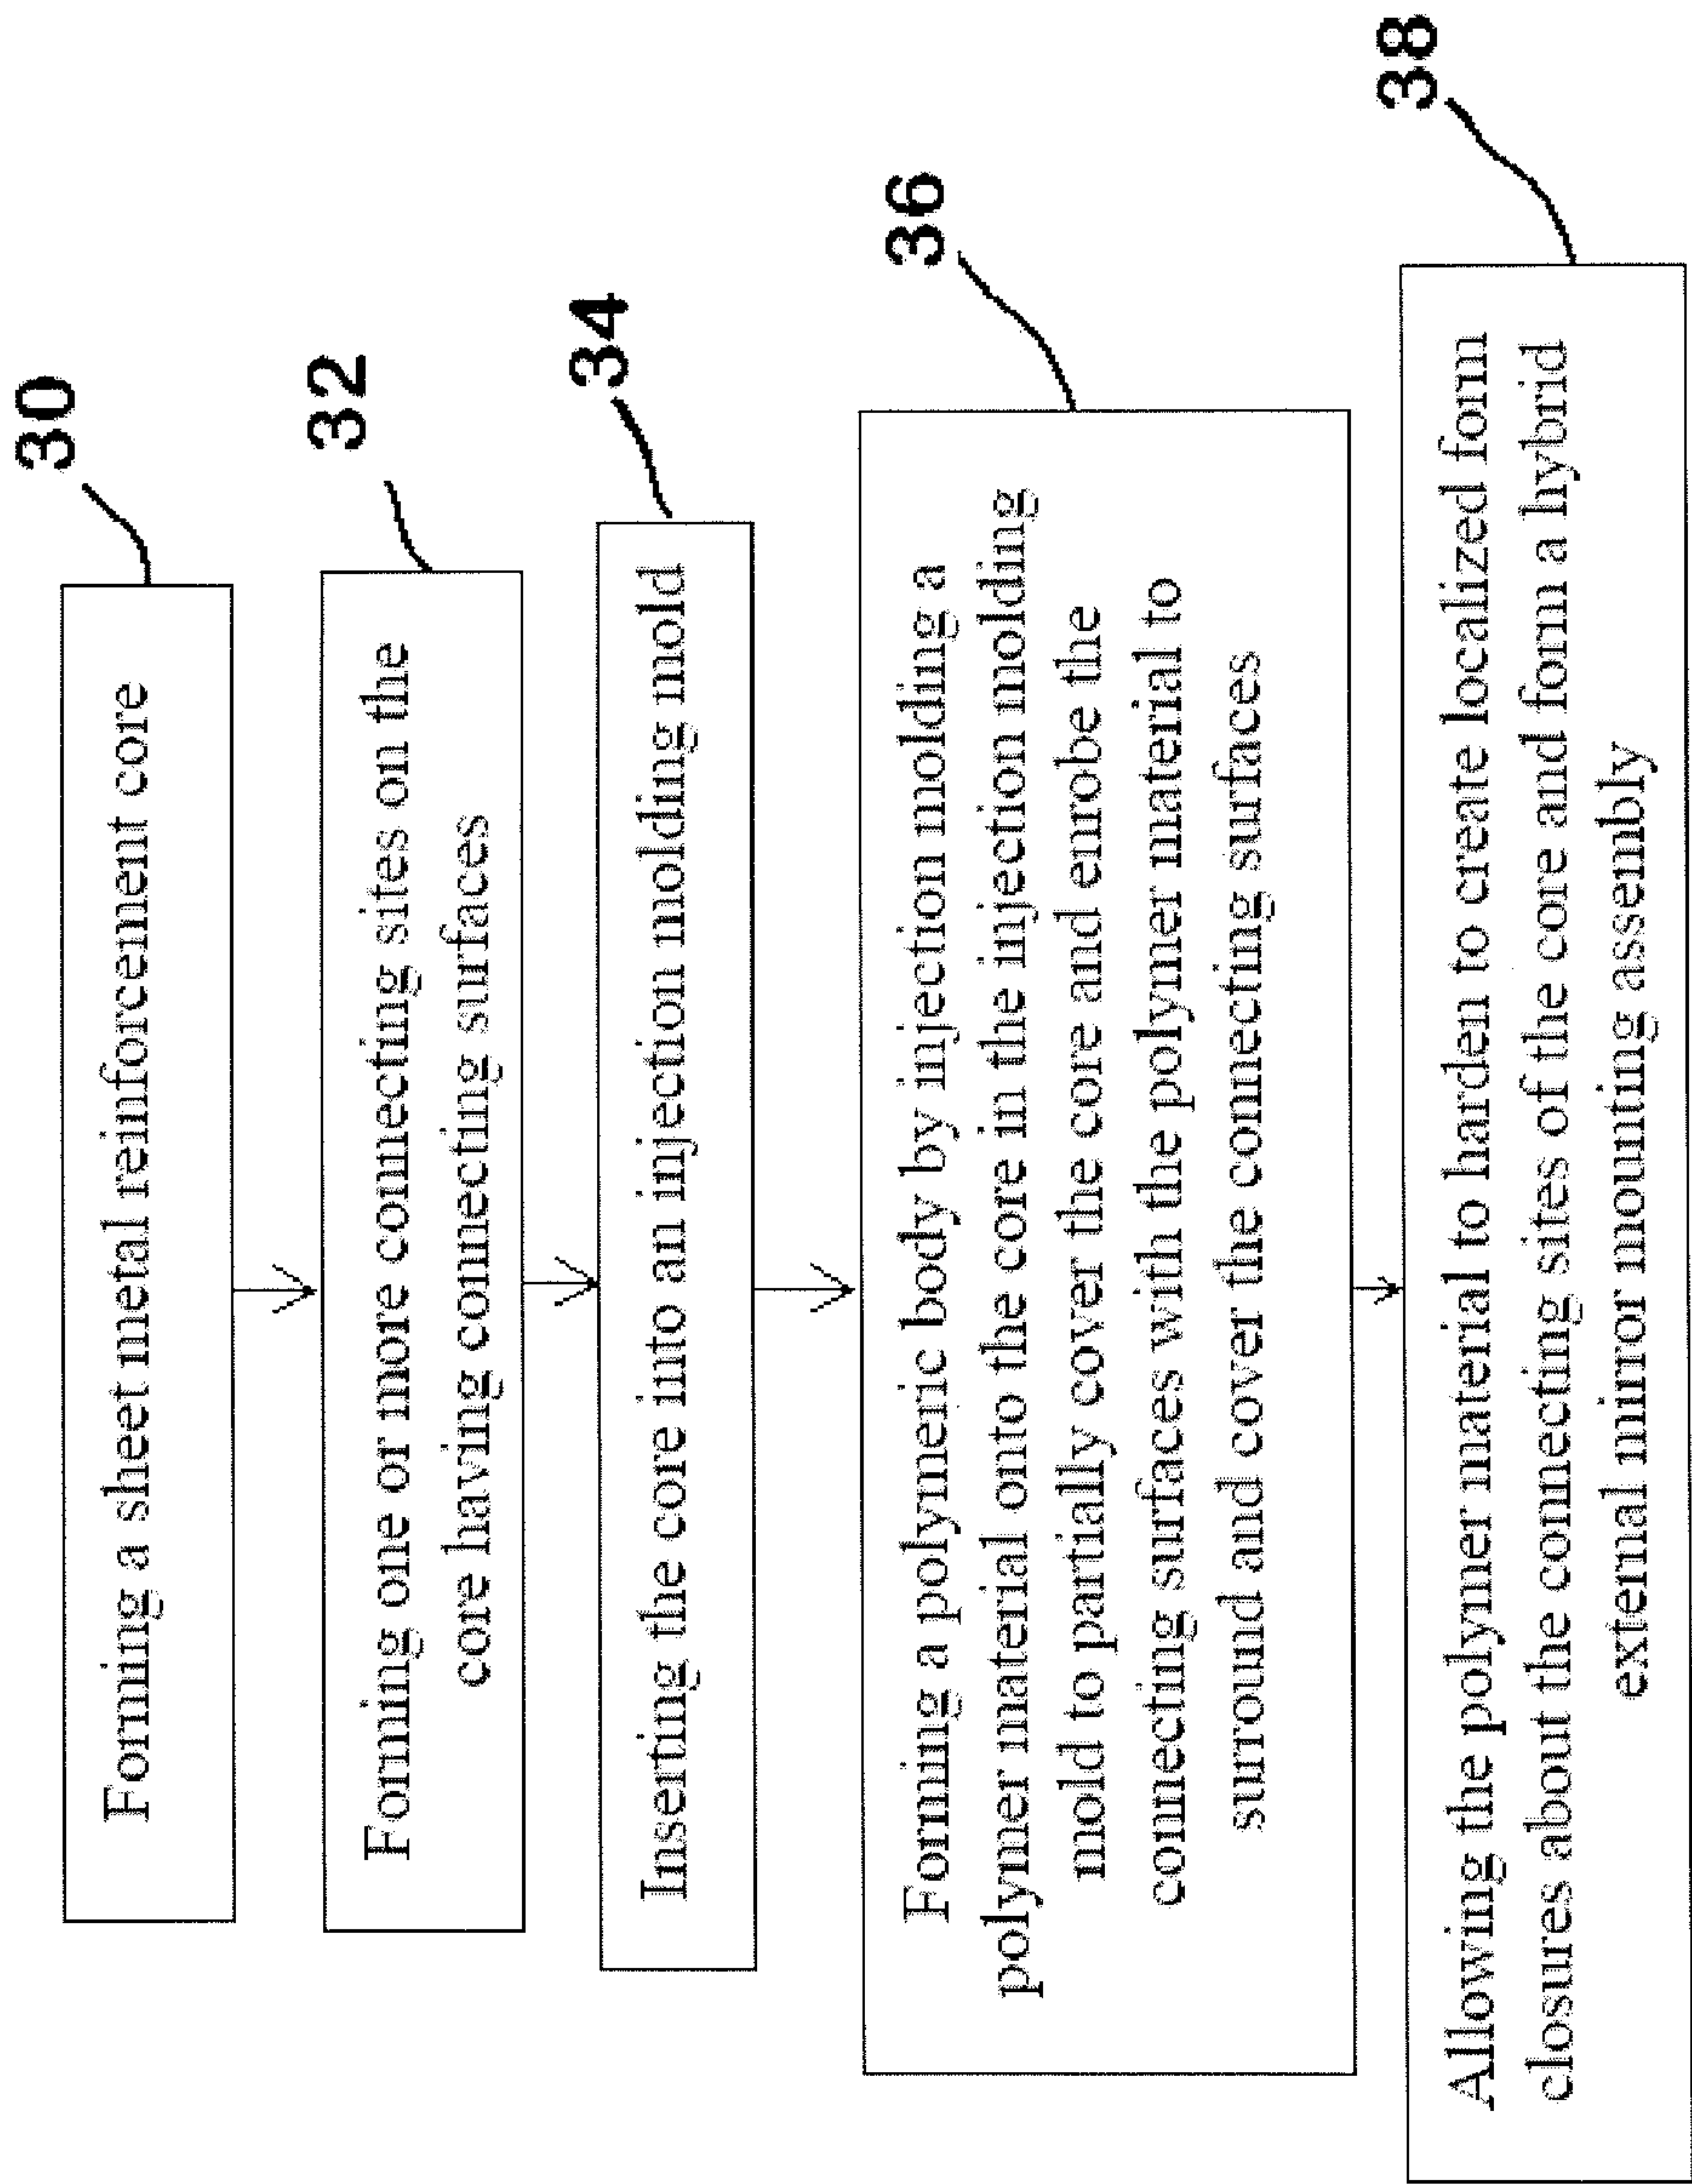 30
Forming a sheet metal reinforcement core
32
Forming one or more connecting sites on the
core having connecting surfaces
34
Inserting the core into an injection molding mold
36
Forming a polymeric body by injection molding a
polymer material onto the core in the injection molding
mold to partially cover the core and enrobe the
connecting surfaces with the polymer material to
surround and cover the connecting surfaces
38
Allowing the polymer material to harden to create localized form
closures about the connecting sites of the core and form a hybrid
external mirror mounting assembly